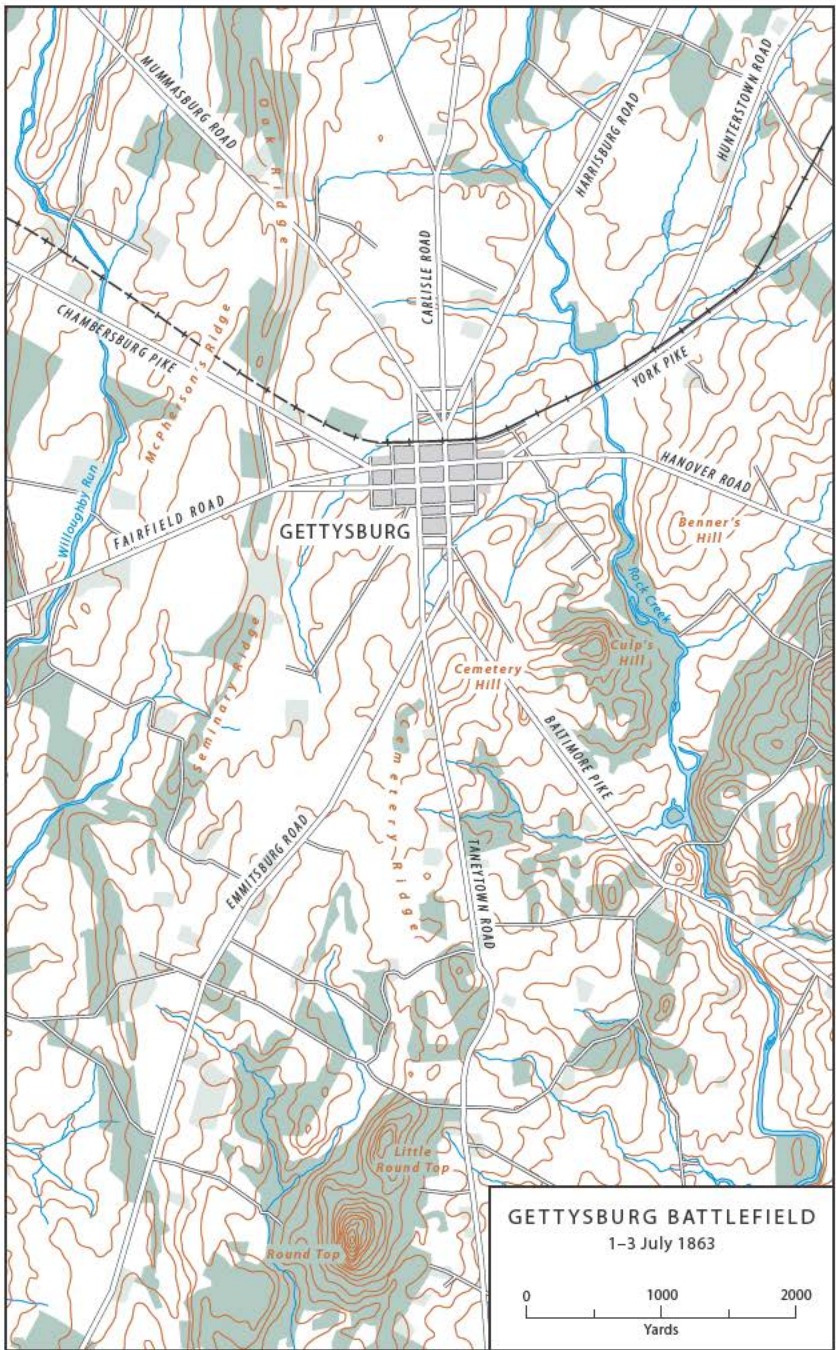 MUMMASBURG ROAD
Oak Ridge
HARRISBURG ROAD
HUNTERSTOWN ROAD
CARLISLE ROAD
CHAMBERSBURG PIKE
McPherson's Ridge
YORK PIKE
HANOVER ROAD
Willoughby Run
FAIRFIELD ROAD
GETTYSBURG
Benner's
Hill
Rock Creek
Culp's
Hill
Cemetery
Hill
Seminary Ridge
Cemetery Ridge
BALTIMORE PIKE
EMMITSBURG ROAD
TANEYTOWN ROAD
Little
Round Top
Round Top
GETTYSBURG BATTLEFIELD
1–3 July 1863
0 1000 2000
Yards